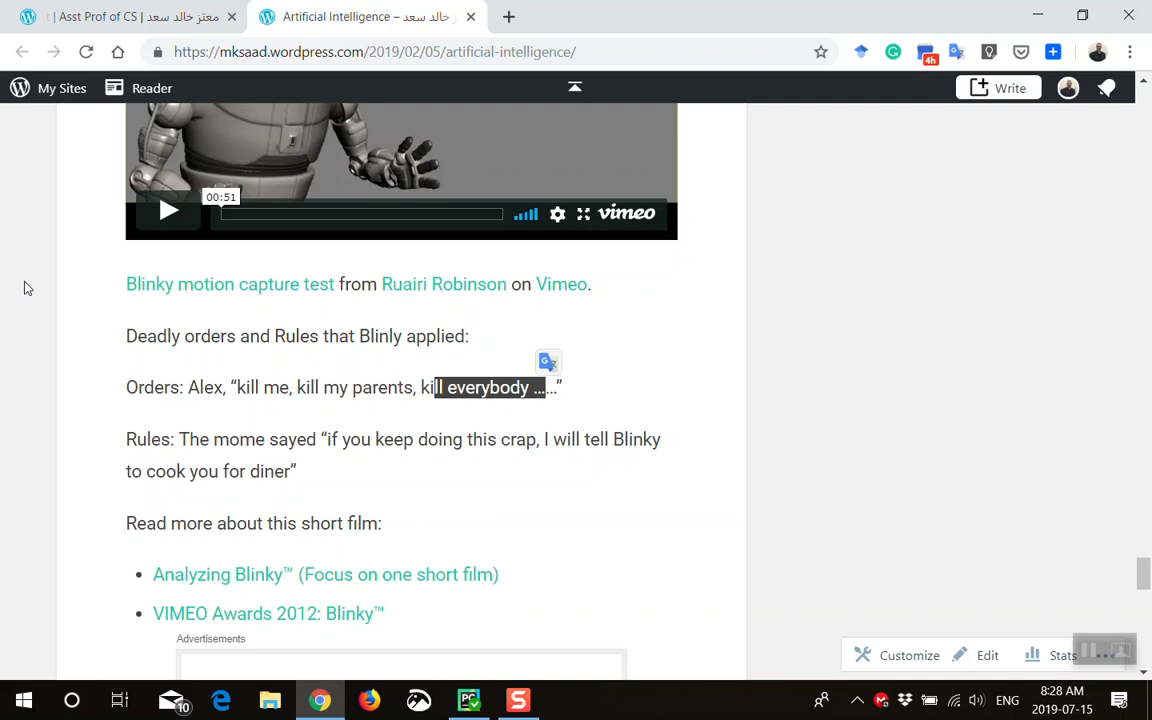 t | Asst Prof of CS | معتز خالد سعد
Artificial Intelligence – خالد سعد
https://mksaad.wordpress.com/2019/02/05/artificial-intelligence/
4h
My Sites
Reader
Write
00:51
vimeo
Blinky motion capture test from Ruairi Robinson on Vimeo.
Deadly orders and Rules that Blinly applied:
Orders: Alex, “kill me, kill my parents, kill everybody ……”
Rules: The mome sayed “if you keep doing this crap, I will tell Blinky
to cook you for diner”
Read more about this short film:
• Analyzing Blinky™ (Focus on one short film)
• VIMEO Awards 2012: Blinky™
Advertisements
Customize
Edit
Stats
10
PC
S
ENG
8:28 AM
2019-07-15